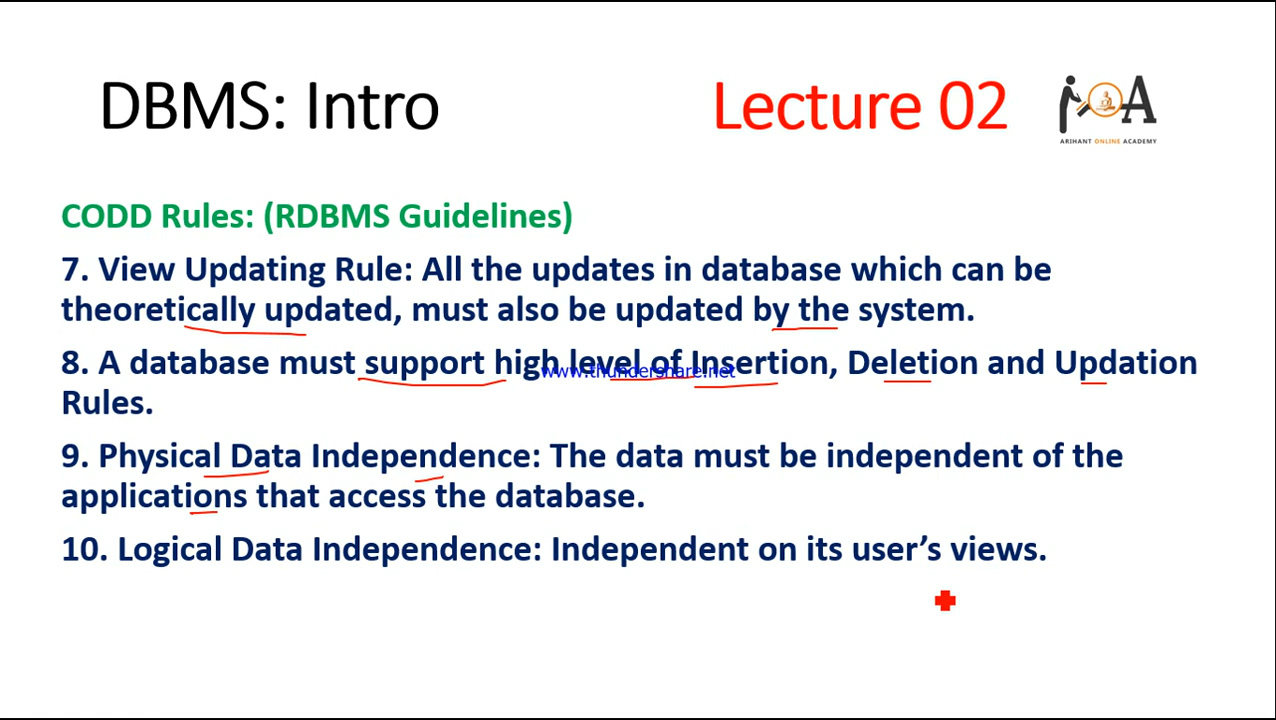 DBMS: Intro
Lecture 02
ARIHANT ONLINE ACADEMY
CODD Rules: (RDBMS Guidelines)
7. View Updating Rule: All the updates in database which can be
theoretically updated, must also be updated by the system.
8. A database must support high level of Insertion, Deletion and Updation
www.thundershare.net
Rules.
9. Physical Data Independence: The data must be independent of the
applications that access the database.
10. Logical Data Independence: Independent on its user’s views.